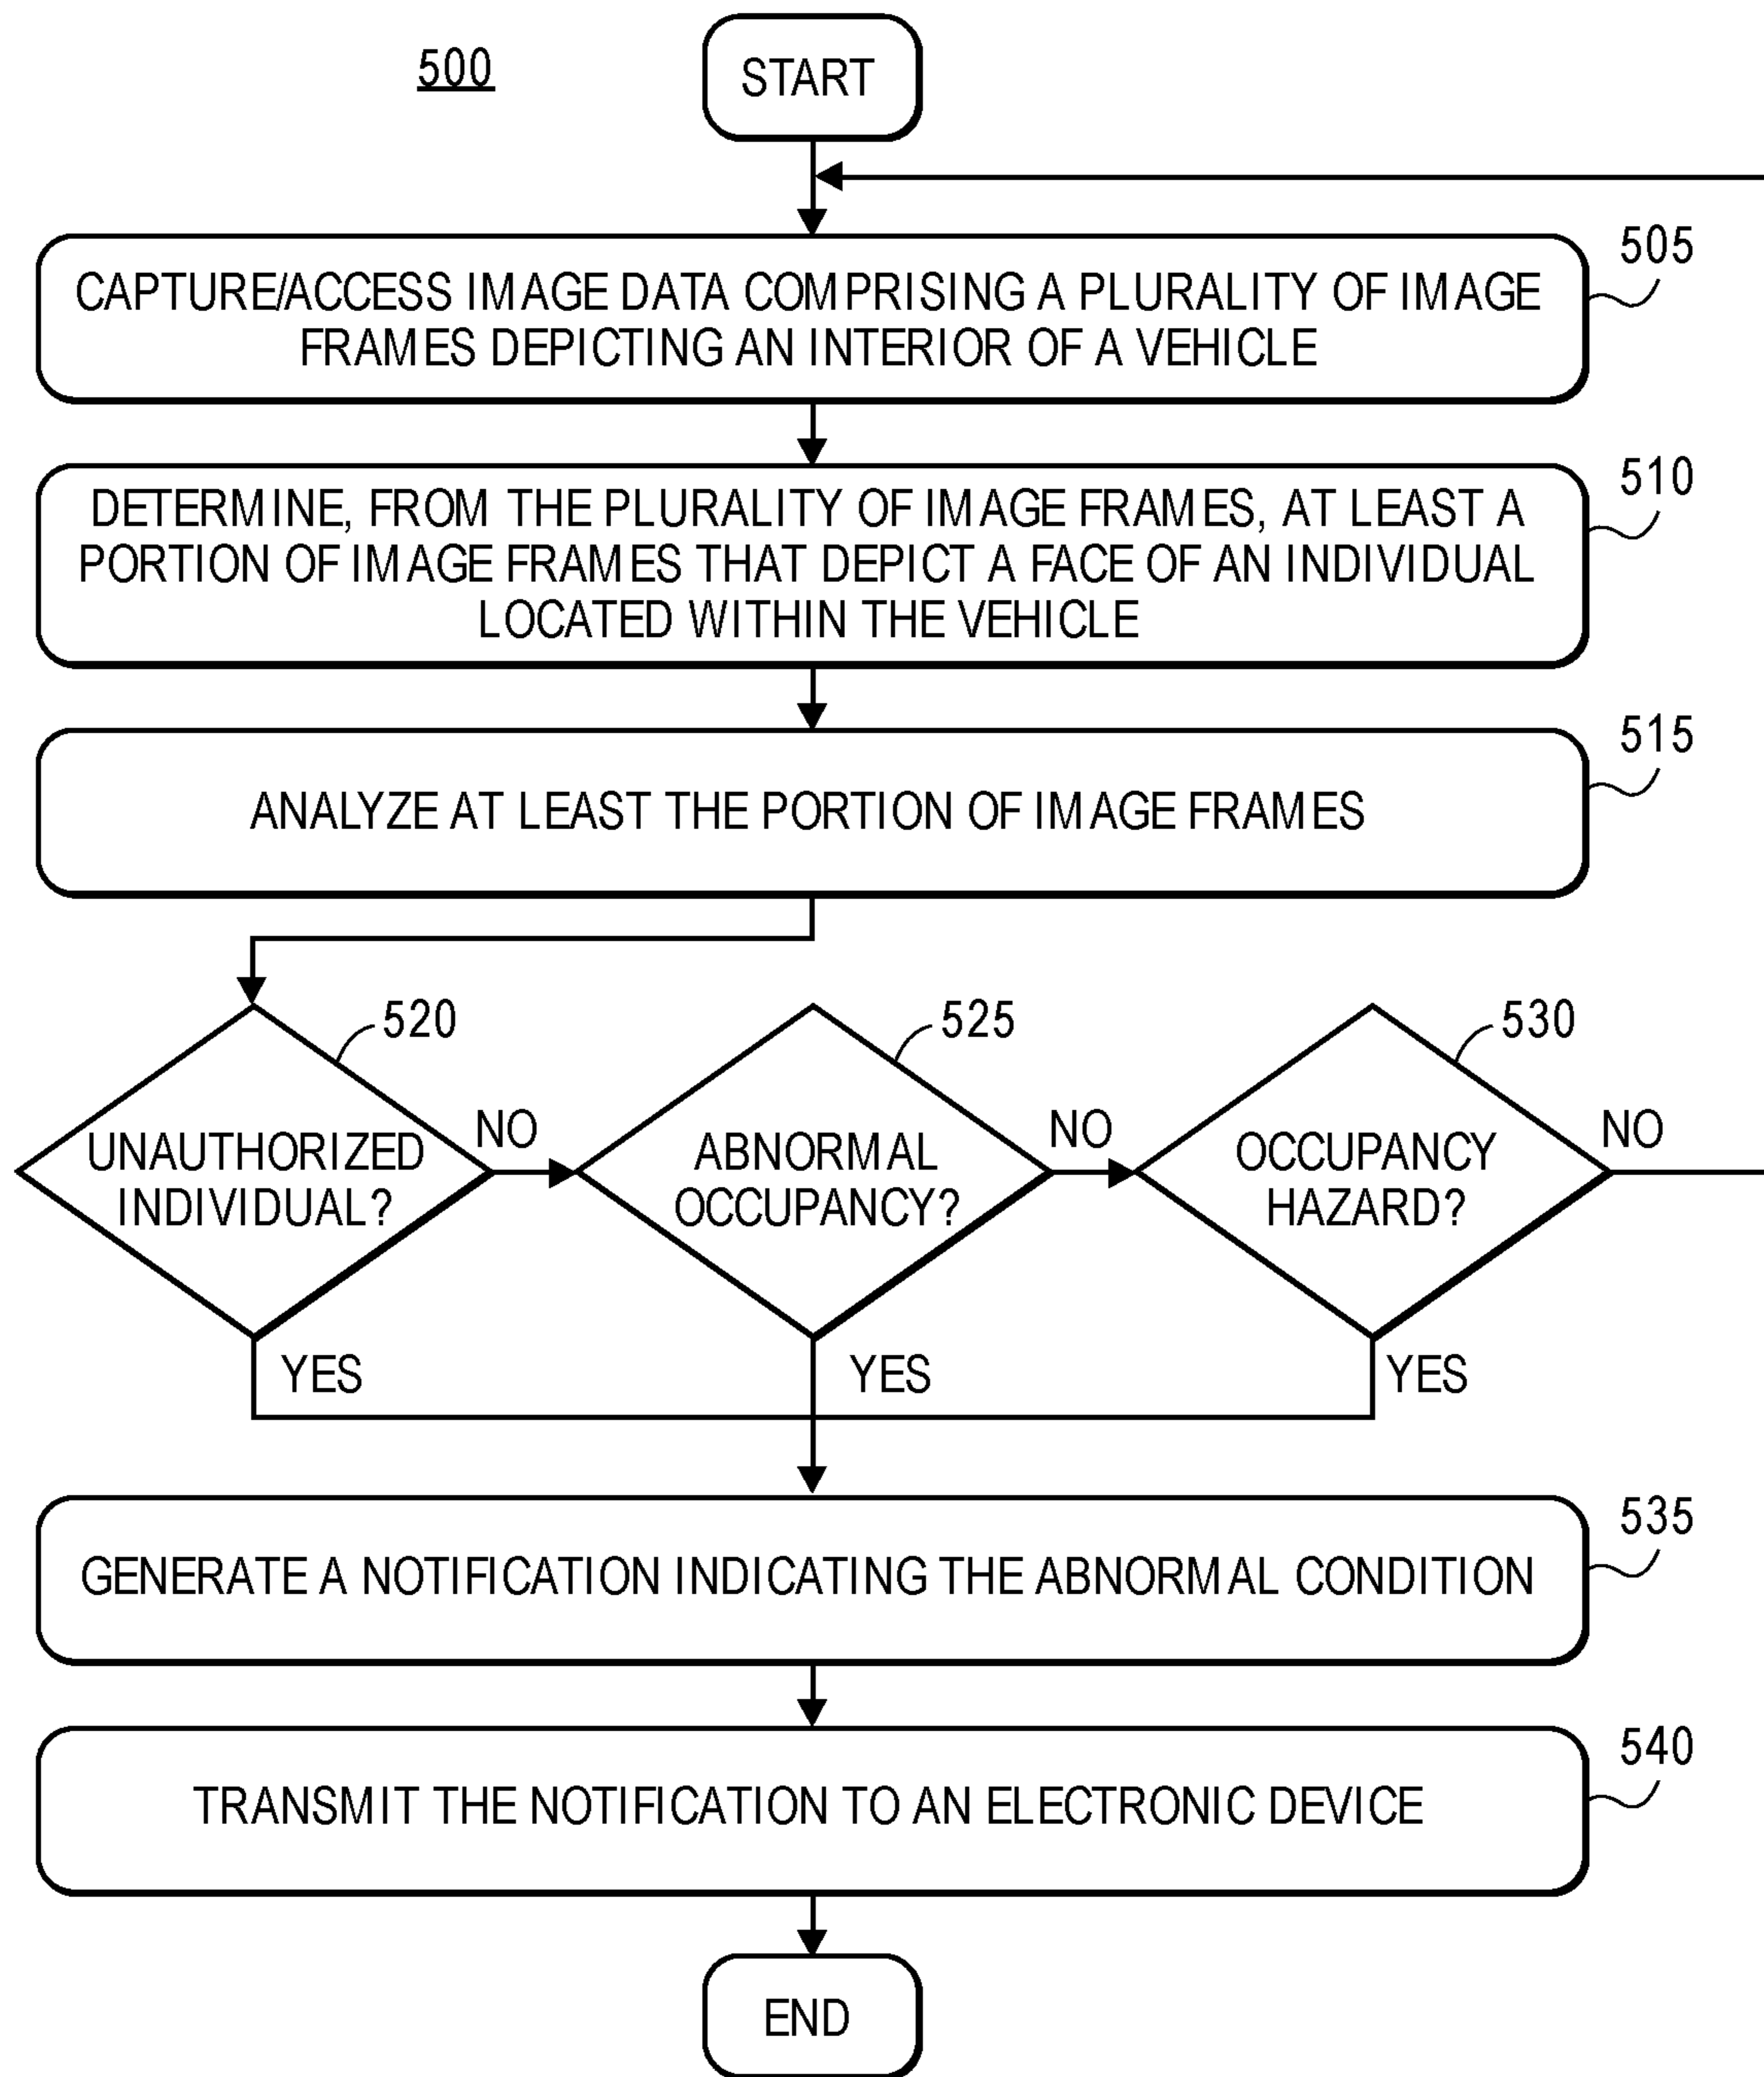 500
START
505
CAPTURE/ACCESS IMAGE DATA COMPRISING A PLURALITY OF IMAGE
FRAMES DEPICTING AN INTERIOR OF A VEHICLE
510
DETERMINE, FROM THE PLURALITY OF IMAGE FRAMES, AT LEAST A
PORTION OF IMAGE FRAMES THAT DEPICT A FACE OF AN INDIVIDUAL
LOCATED WITHIN THE VEHICLE
515
ANALYZE AT LEAST THE PORTION OF IMAGE FRAMES
520
UNAUTHORIZED
INDIVIDUAL?
NO
YES
525
ABNORMAL
OCCUPANCY?
NO
YES
530
OCCUPANCY
HAZARD?
NO
YES
535
GENERATE A NOTIFICATION INDICATING THE ABNORMAL CONDITION
540
TRANSMIT THE NOTIFICATION TO AN ELECTRONIC DEVICE
END